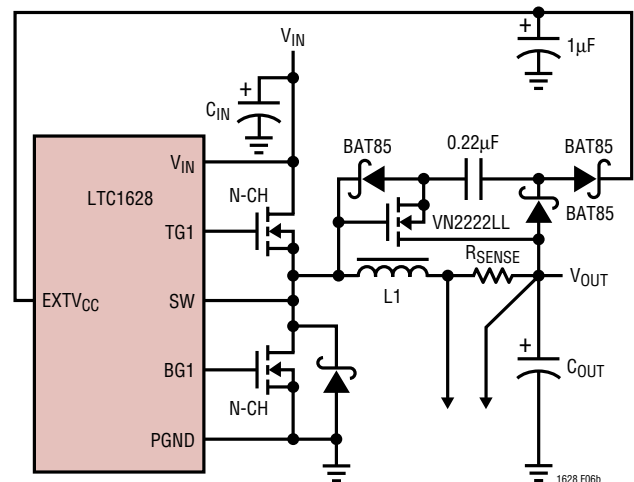 +
1μF
VIN
+
CIN
BAT85
0.22μF
BAT85
VIN
LTC1628
N-CH
VN2222LL
BAT85
TG1
RSENSE
EXTVCC
SW
L1
VOUT
+
COUT
BG1
N-CH
PGND
1628 F06b